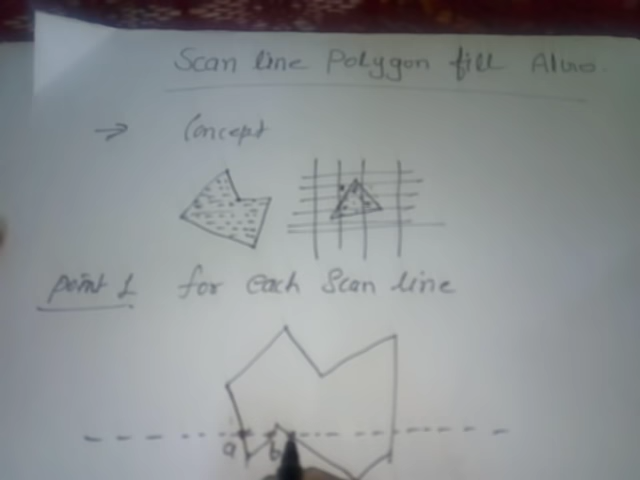 Scan line Polygon fill Algo.
→ Concept
Point 1 for each Scan line
a b